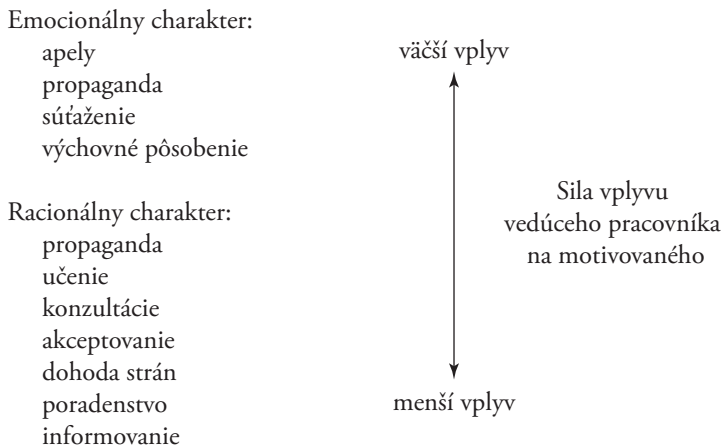 Emocionálny charakter:
apely
propaganda
súťaženie
výchovné pôsobenie
Racionálny charakter:
propaganda
učenie
konzultácie
akceptovanie
dohoda strán
poradenstvo
informovanie
väčší vplyv
menší vplyv
Sila vplyvu
vedúceho pracovníka
na motivovaného